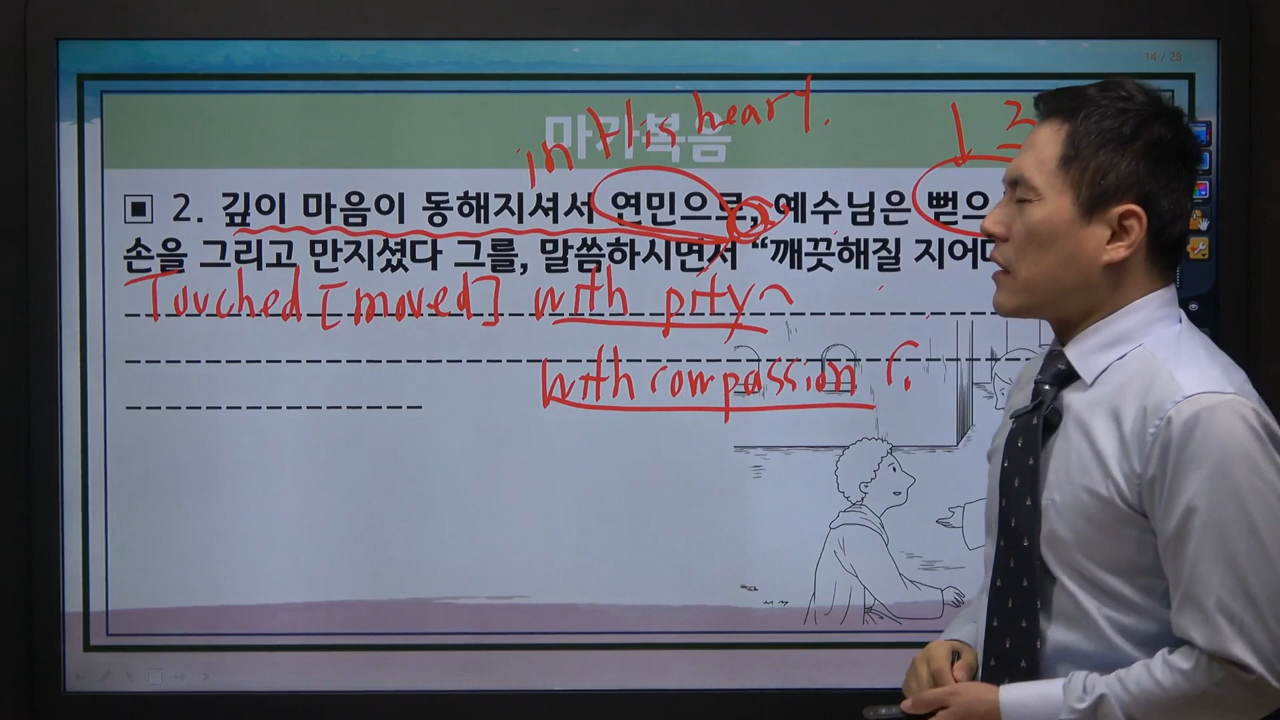 14 / 28
마가복음
in His heart.
1 2
▣ 2. 깊이 마음이 동해지셔서 연민으로, 예수님은 뻗으
손을 그리고 만지셨다 그를, 말씀하시면서 “깨끗해질 지어다
Touched [moved] with pity
with compassion